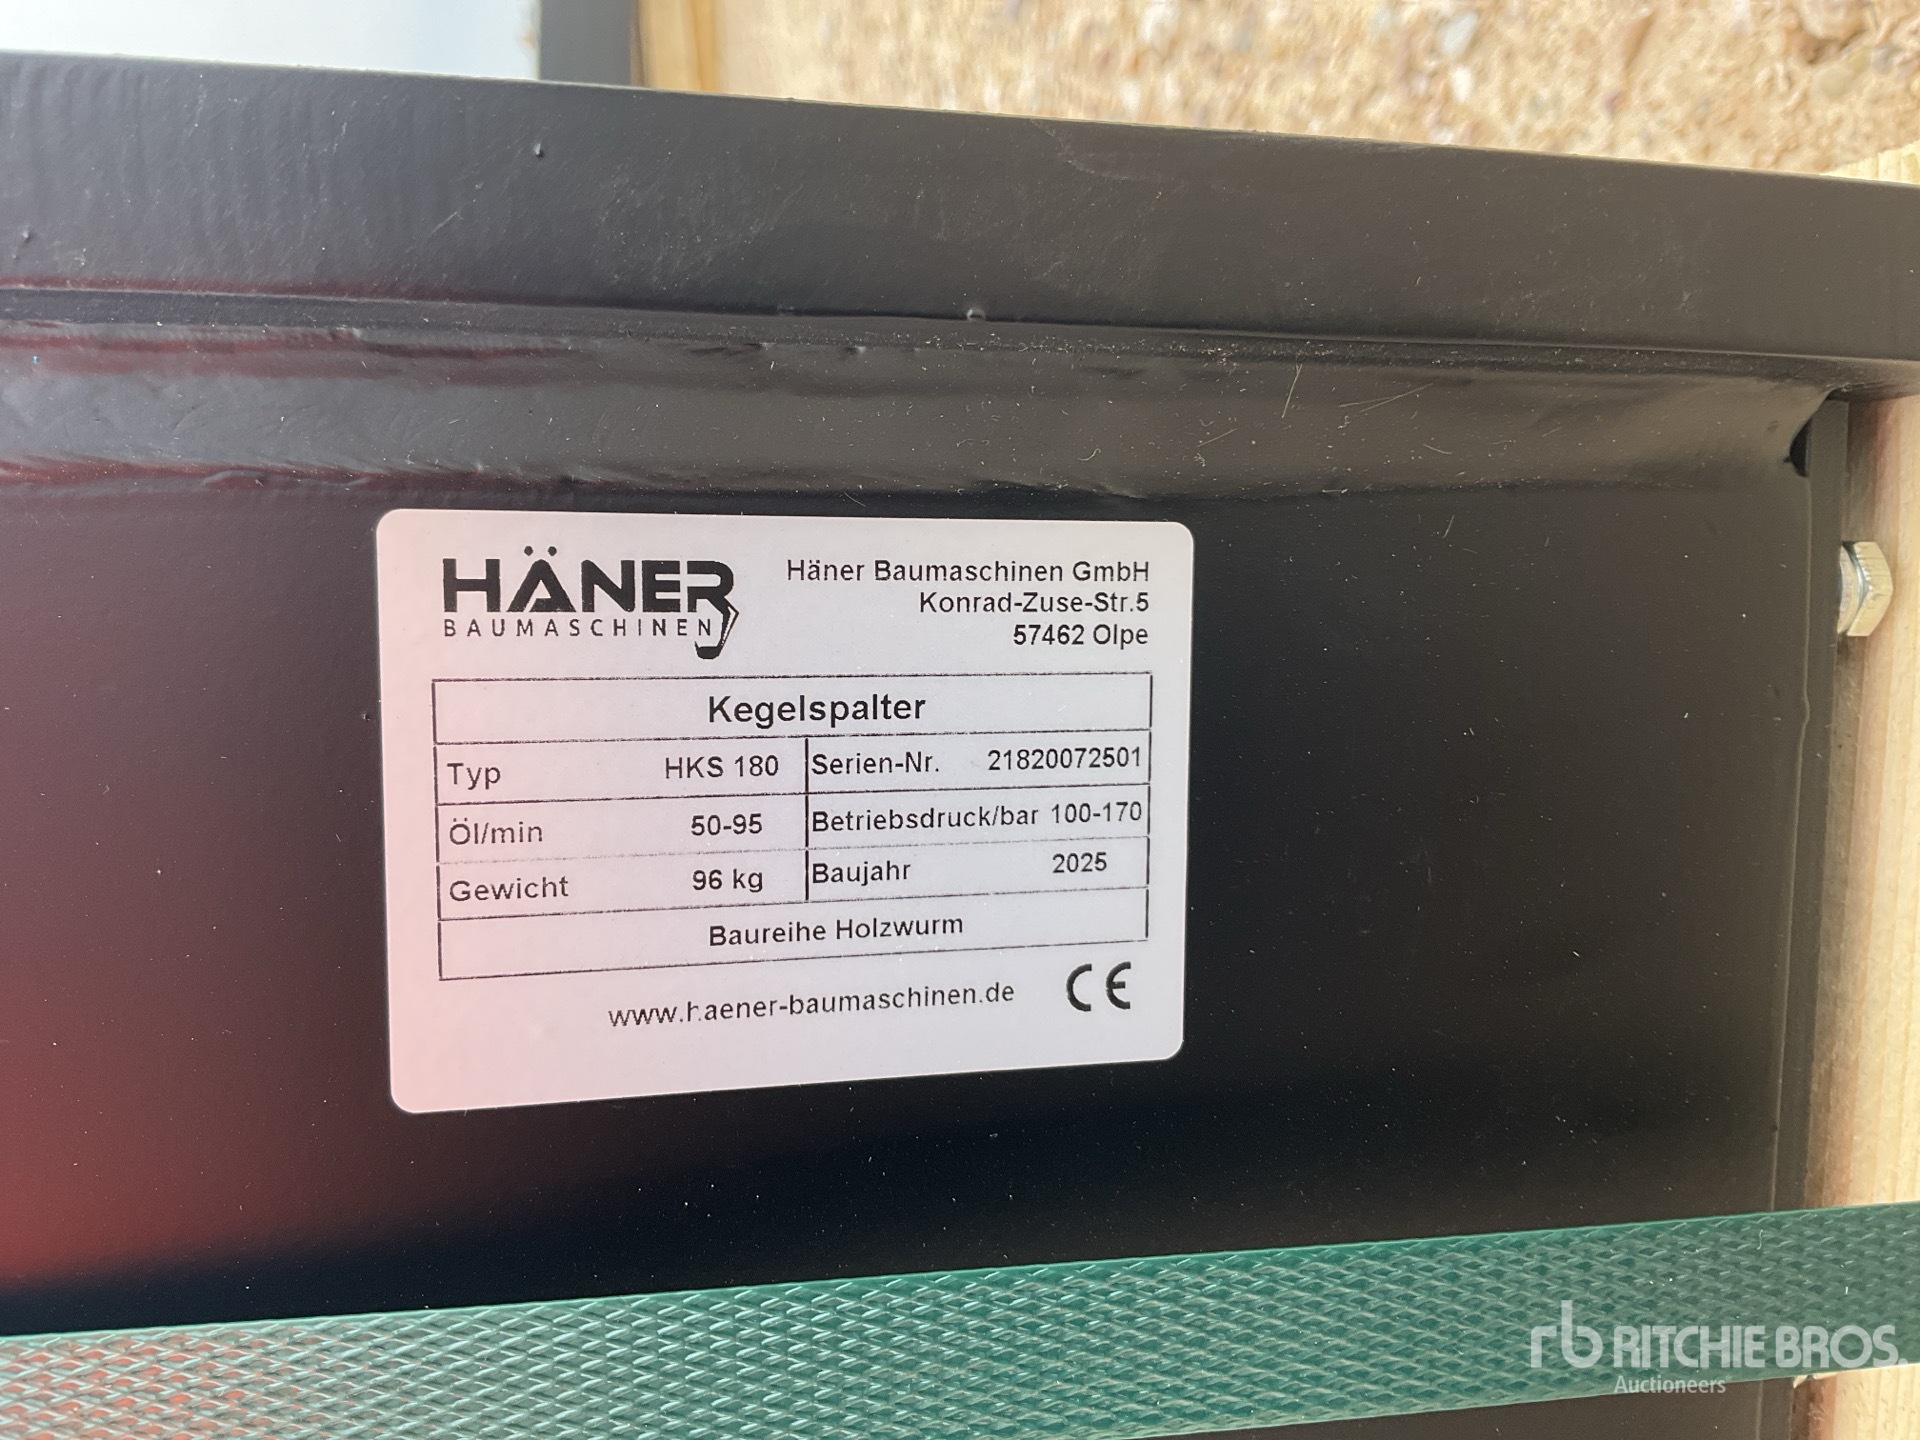 HÄNER
BAUMASCHINEN
Häner Baumaschinen GmbH
Konrad-Zuse-Str.5
57462 Olpe
Kegelspalter
Typ HKS 180 Serien-Nr. 21820072501
Öl/min 50-95 Betriebsdruck/bar 100-170
Gewicht 96 kg Baujahr 2025
Baureihe Holzwurm
www.haener-baumaschinen.de CE
rb RITCHIE BROS.
Auctioneers